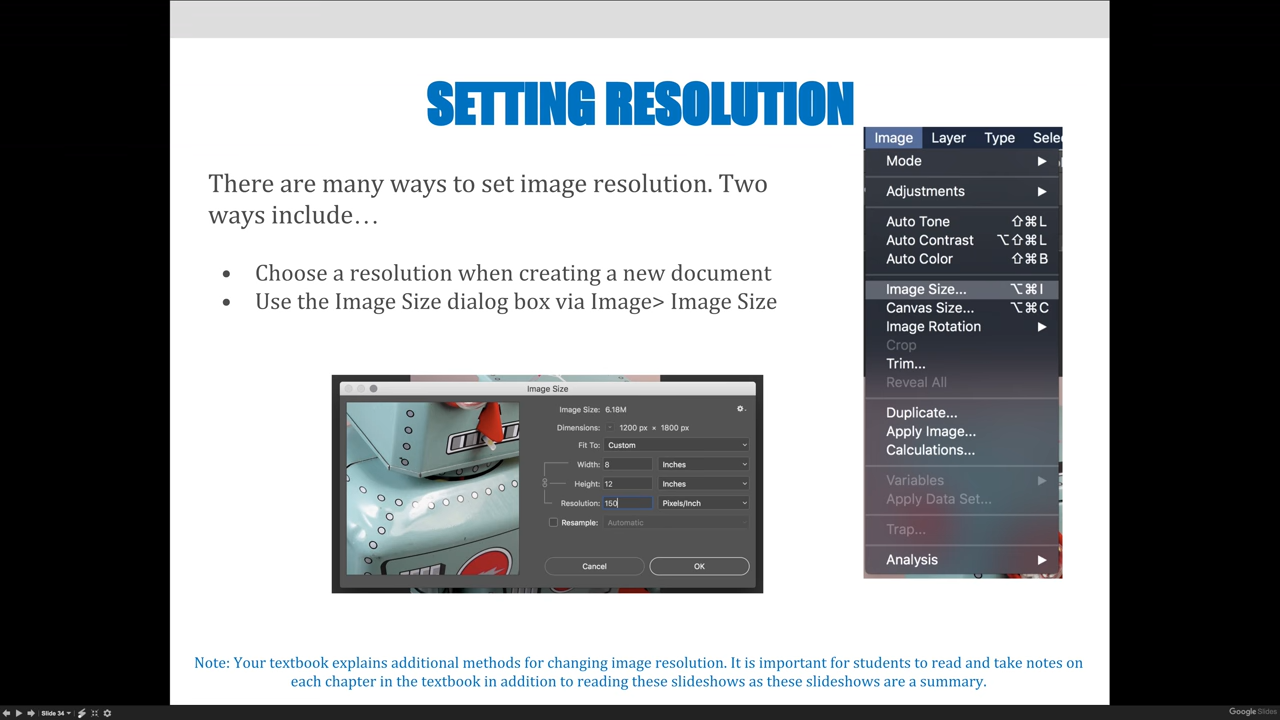 SETTING RESOLUTION
There are many ways to set image resolution. Two
ways include…
• Choose a resolution when creating a new document
• Use the Image Size dialog box via Image> Image Size
Image Layer Type Sele
Mode ▶
Adjustments ▶
Auto Tone ⇧⌘L
Auto Contrast ⌥⇧⌘L
Auto Color ⇧⌘B
Image Size... ⌥⌘I
Canvas Size... ⌥⌘C
Image Rotation ▶
Crop
Trim...
Reveal All
Duplicate...
Apply Image...
Calculations...
Variables ▶
Apply Data Set...
Trap...
Analysis ▶
Image Size
Image Size: 6.18M
Dimensions: 1200 px × 1800 px
Fit To: Custom
Width: 8 Inches
Height: 12 Inches
Resolution: 150 Pixels/Inch
Resample: Automatic
Cancel OK
Note: Your textbook explains additional methods for changing image resolution. It is important for students to read and take notes on
each chapter in the textbook in addition to reading these slideshows as these slideshows are a summary.
Slide 34
Google Slides